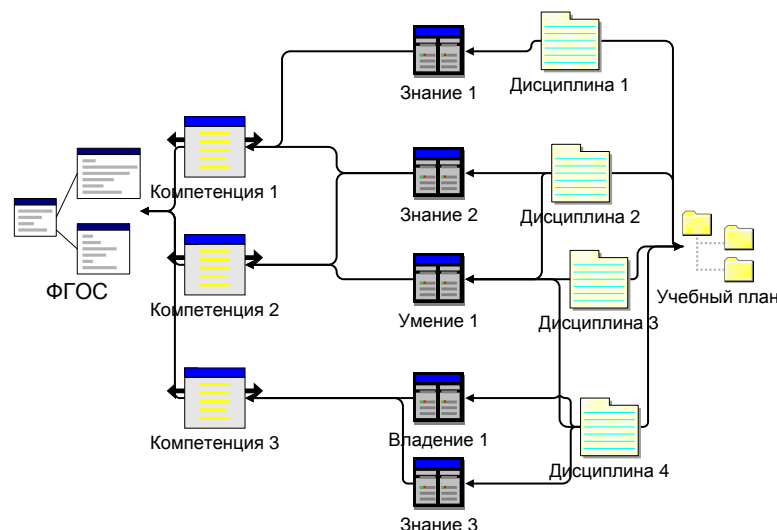 Знание 1
Дисциплина 1
Компетенция 1
Знание 2
Дисциплина 2
ФГОС
Компетенция 2
Умение 1
Дисциплина 3
Учебный план
Компетенция 3
Владение 1
Дисциплина 4
Знание 3